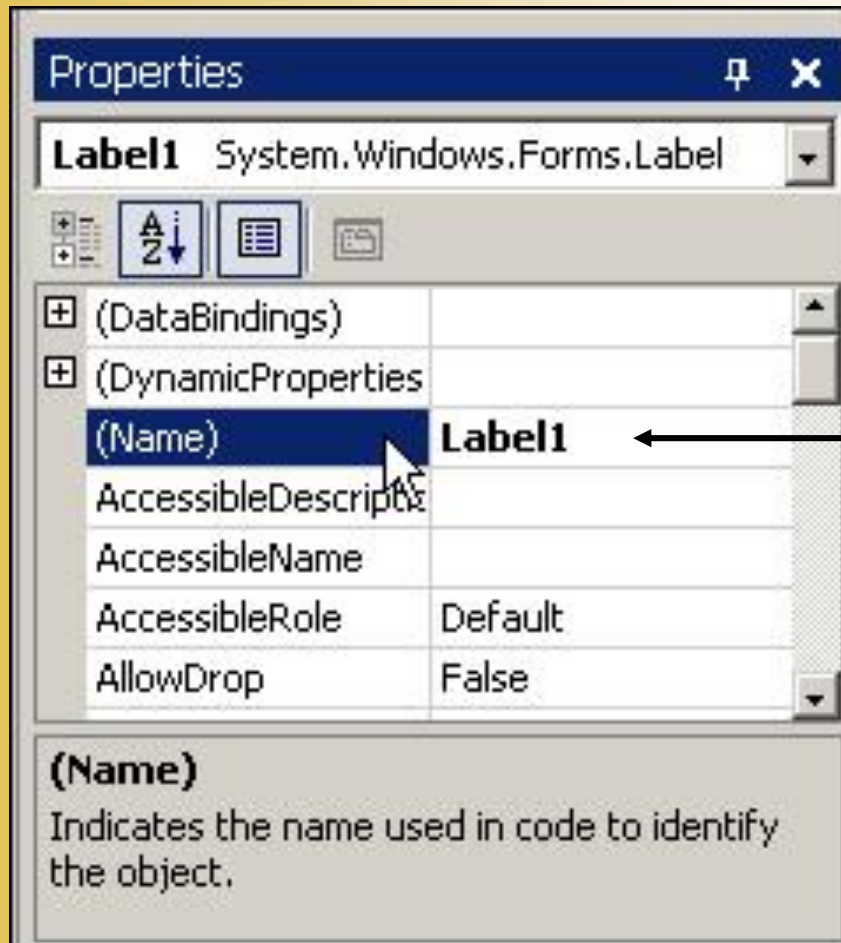 Properties
Label1 System.Windows.Forms.Label
A
Z
(DataBindings)
(DynamicProperties
(Name) Label1
AccessibleDescriptic
AccessibleName
AccessibleRole Default
AllowDrop False
(Name)
Indicates the name used in code to identify
the object.